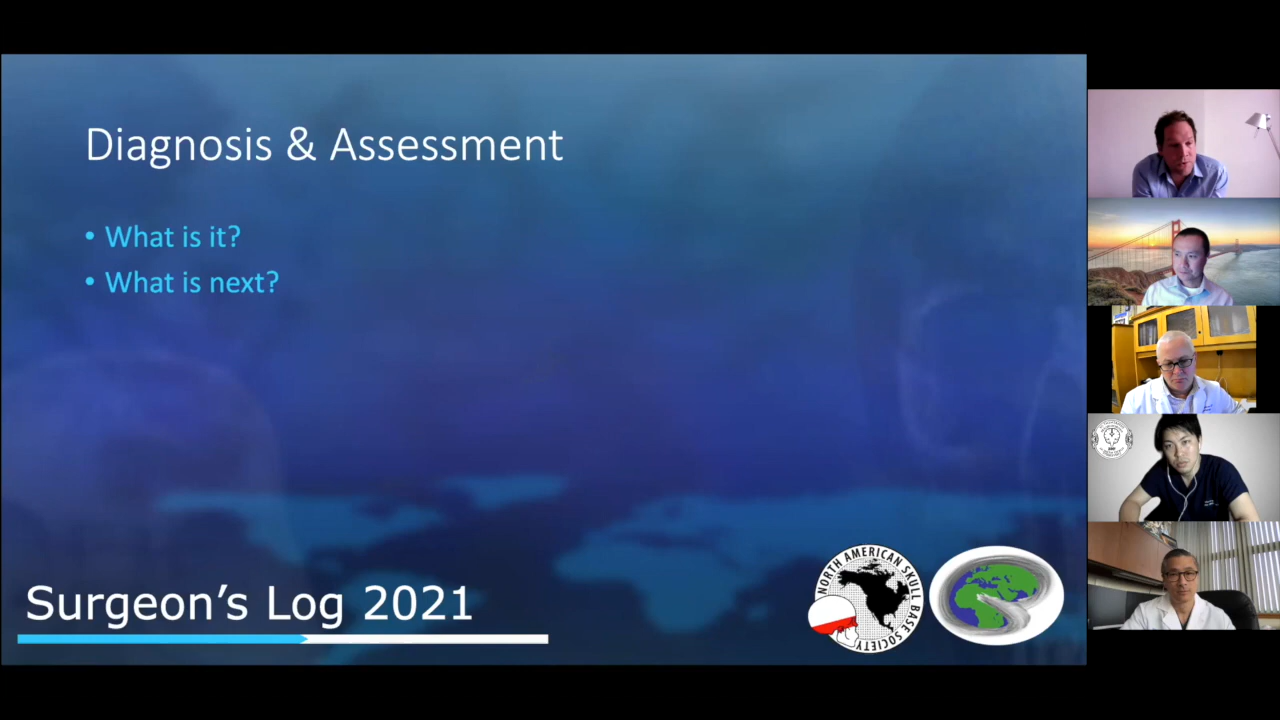 Diagnosis & Assessment
• What is it?
• What is next?
Surgeon's Log 2021
NORTH AMERICAN SKULL BASE SOCIETY